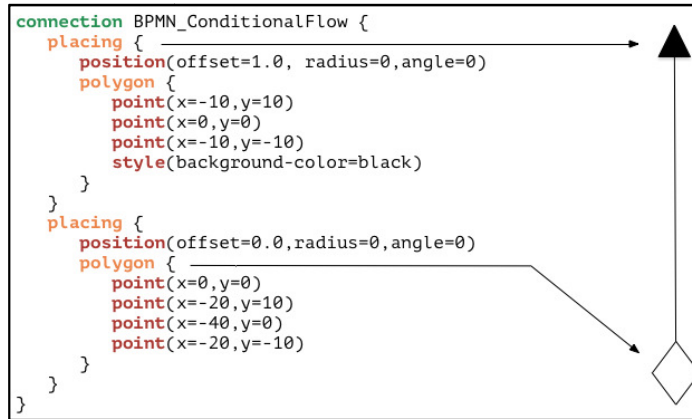 connection BPMN_ConditionalFlow {
   placing {
      position(offset=1.0, radius=0,angle=0)
      polygon {
         point(x=-10,y=10)
         point(x=0,y=0)
         point(x=-10,y=-10)
         style(background-color=black)
      }
   }
   placing {
      position(offset=0.0,radius=0,angle=0)
      polygon {
         point(x=0,y=0)
         point(x=-20,y=10)
         point(x=-40,y=0)
         point(x=-20,y=-10)
      }
   }
}